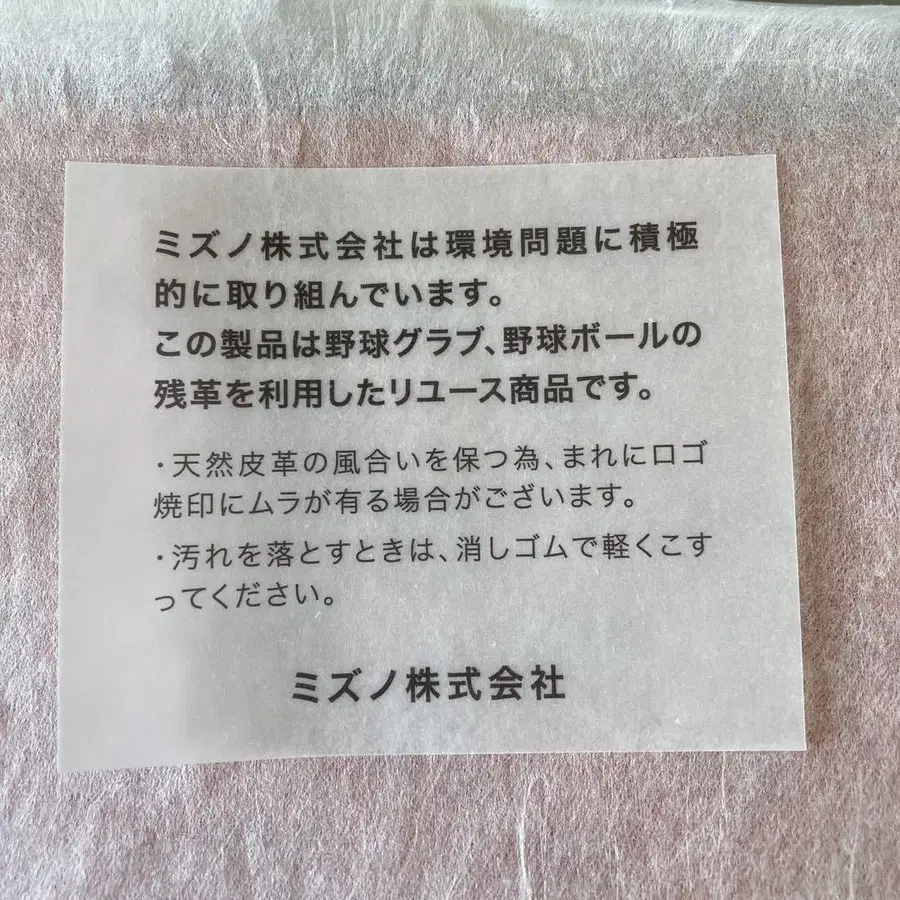 ミズノ株式会社は環境問題に積極
的に取り組んでいます。
この製品は野球グラブ、野球ボールの
残革を利用したリユース商品です。
・天然皮革の風合いを保つ為、まれにロゴ
焼印にムラが有る場合がございます。
・汚れを落とすときは、消しゴムで軽くこす
ってください。
ミズノ株式会社